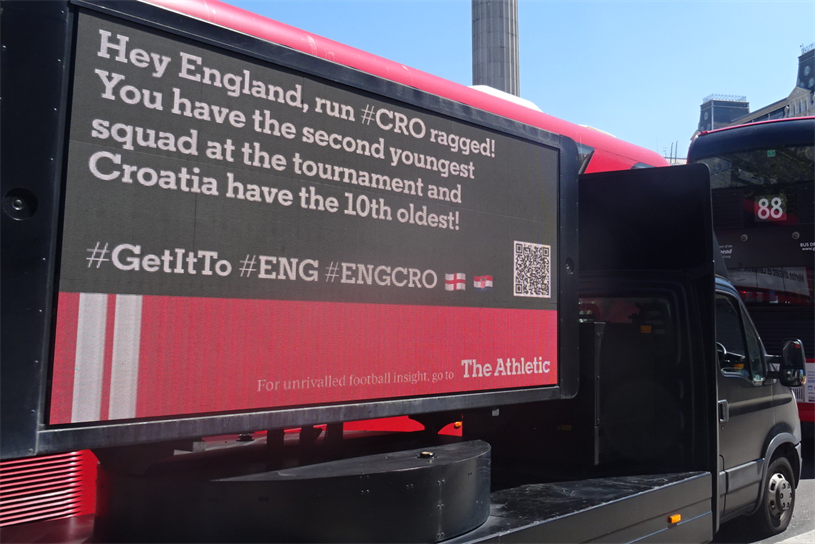 Hey England, run #CRO ragged!
You have the second youngest
squad at the tournament and
Croatia have the 10th oldest!
#GetItTo #ENG #ENGCRO
For unrivalled football insight, go to The Athletic
88